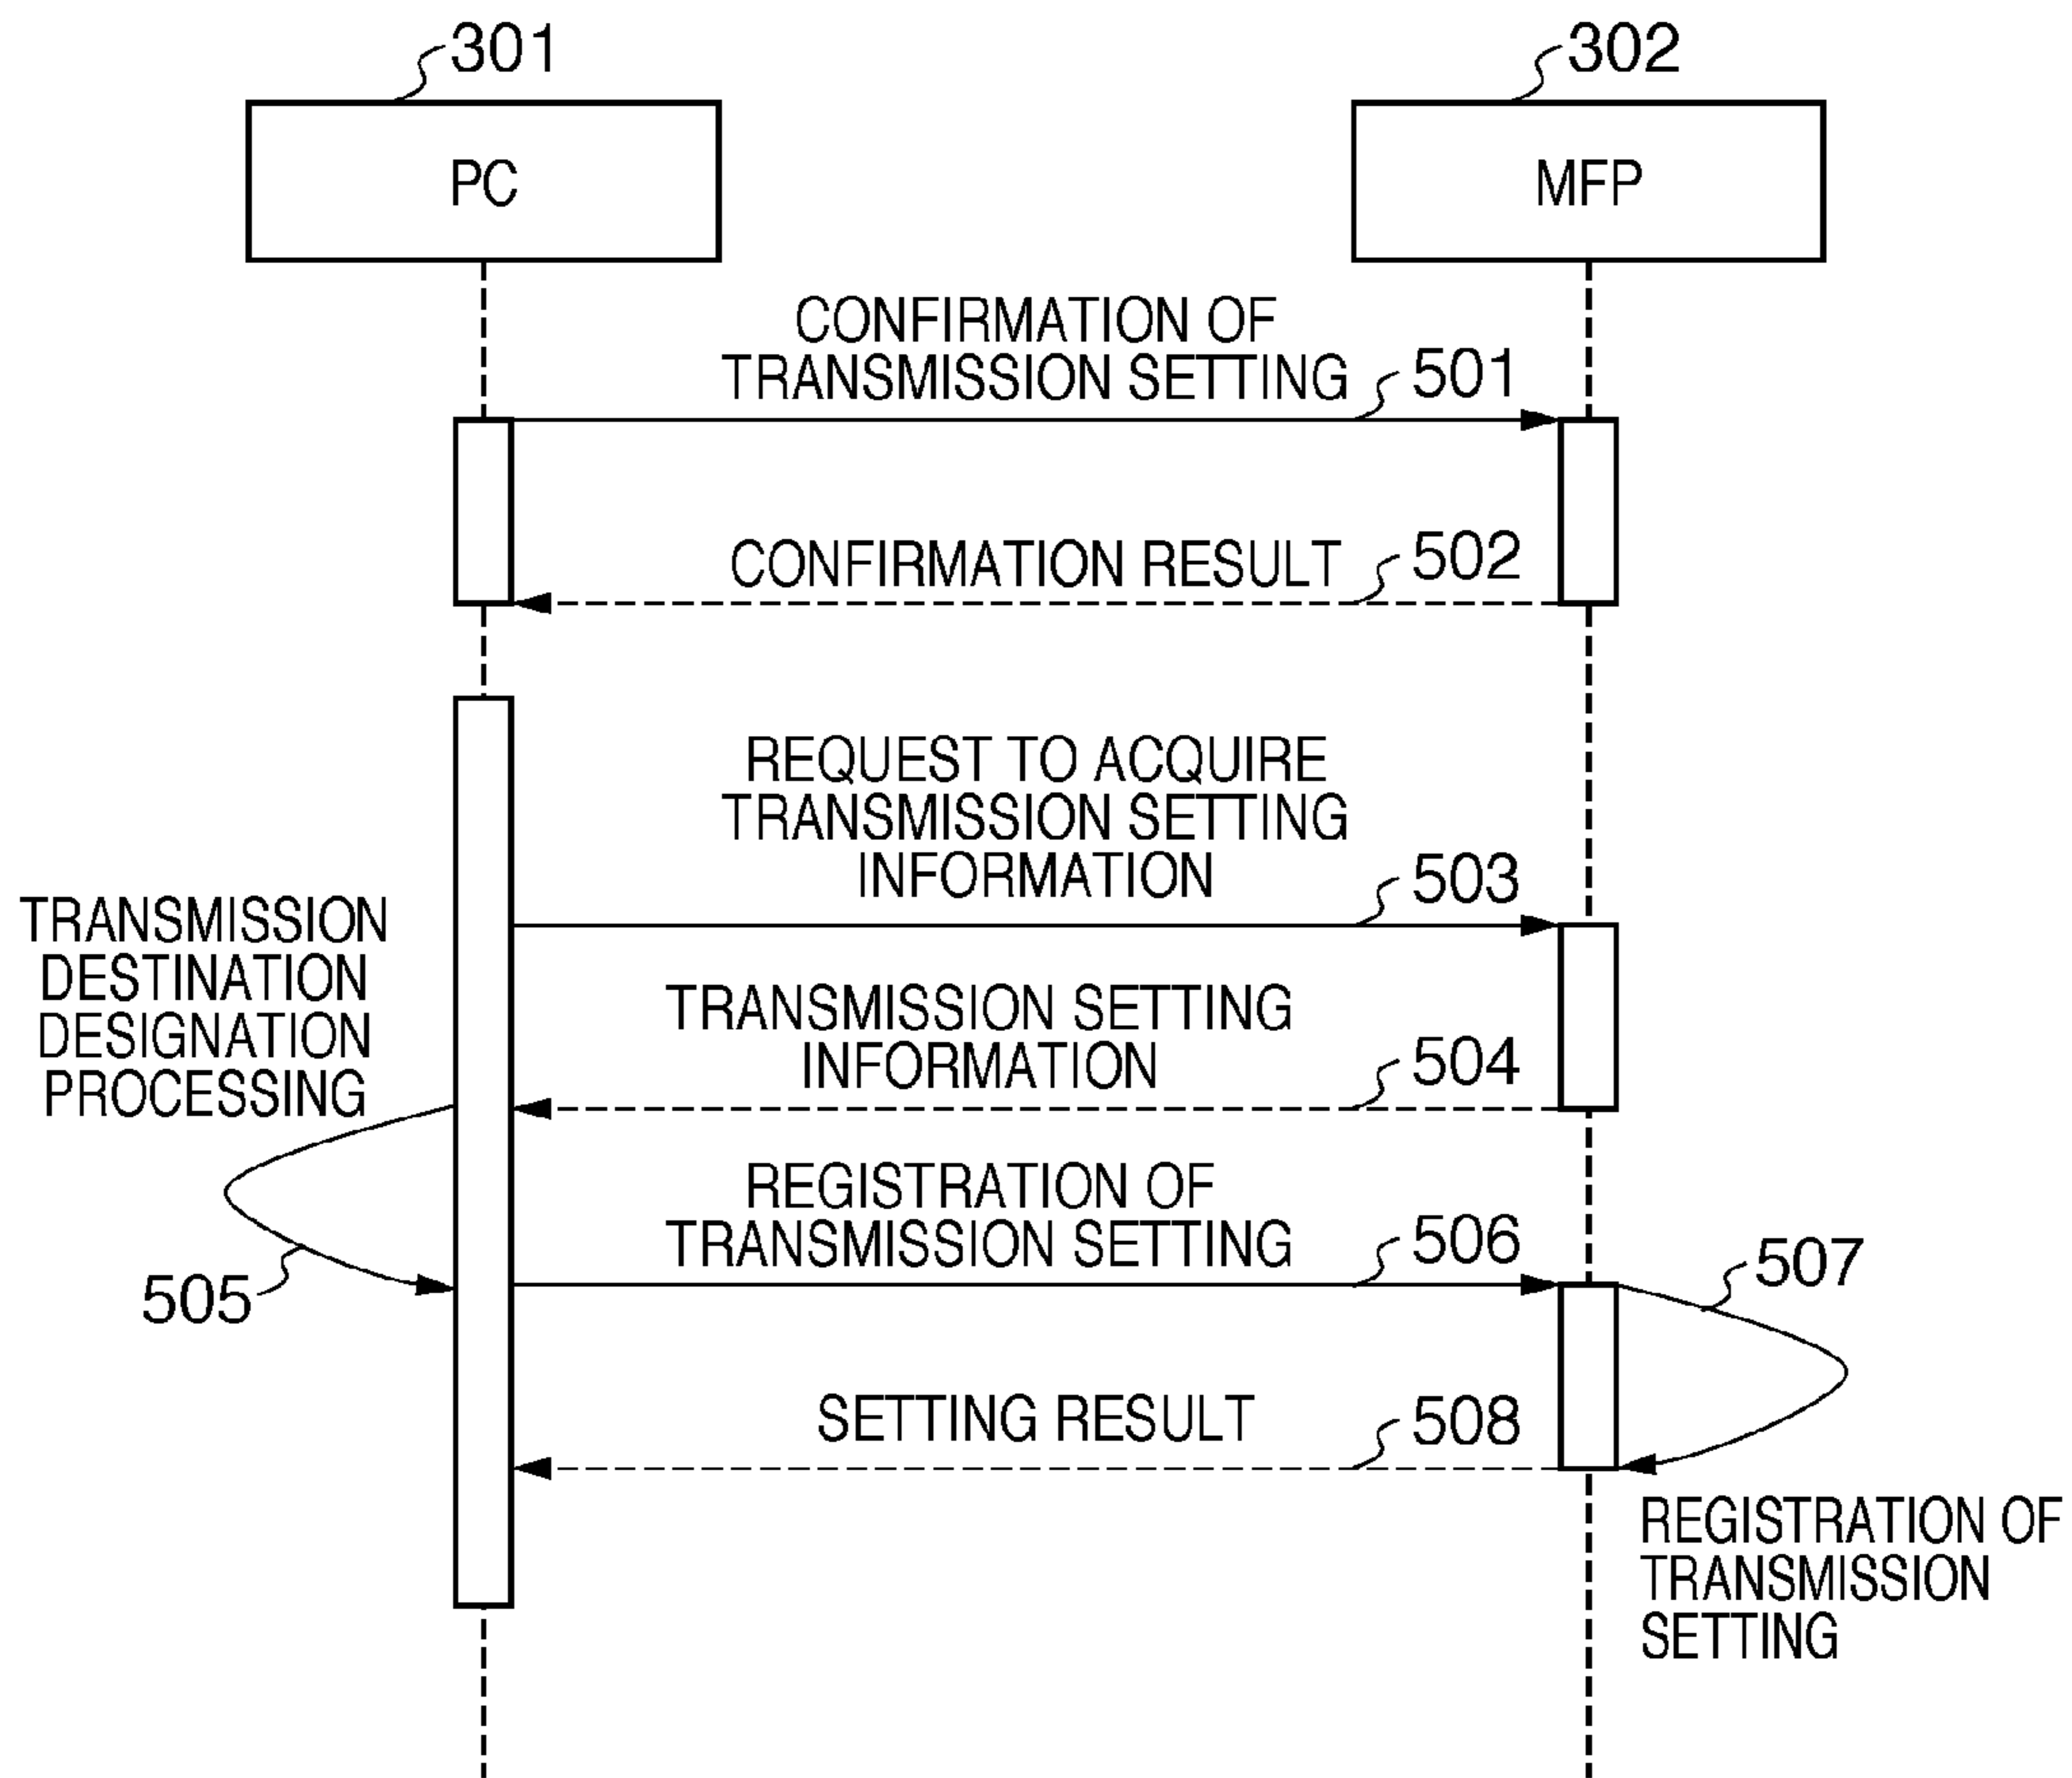 301
302
PC
MFP
CONFIRMATION OF
TRANSMISSION SETTING
501
CONFIRMATION RESULT
502
REQUEST TO ACQUIRE
TRANSMISSION SETTING
INFORMATION
503
TRANSMISSION
DESTINATION
DESIGNATION
PROCESSING
TRANSMISSION SETTING
INFORMATION
504
REGISTRATION OF
TRANSMISSION SETTING
506
507
505
SETTING RESULT
508
REGISTRATION OF
TRANSMISSION
SETTING